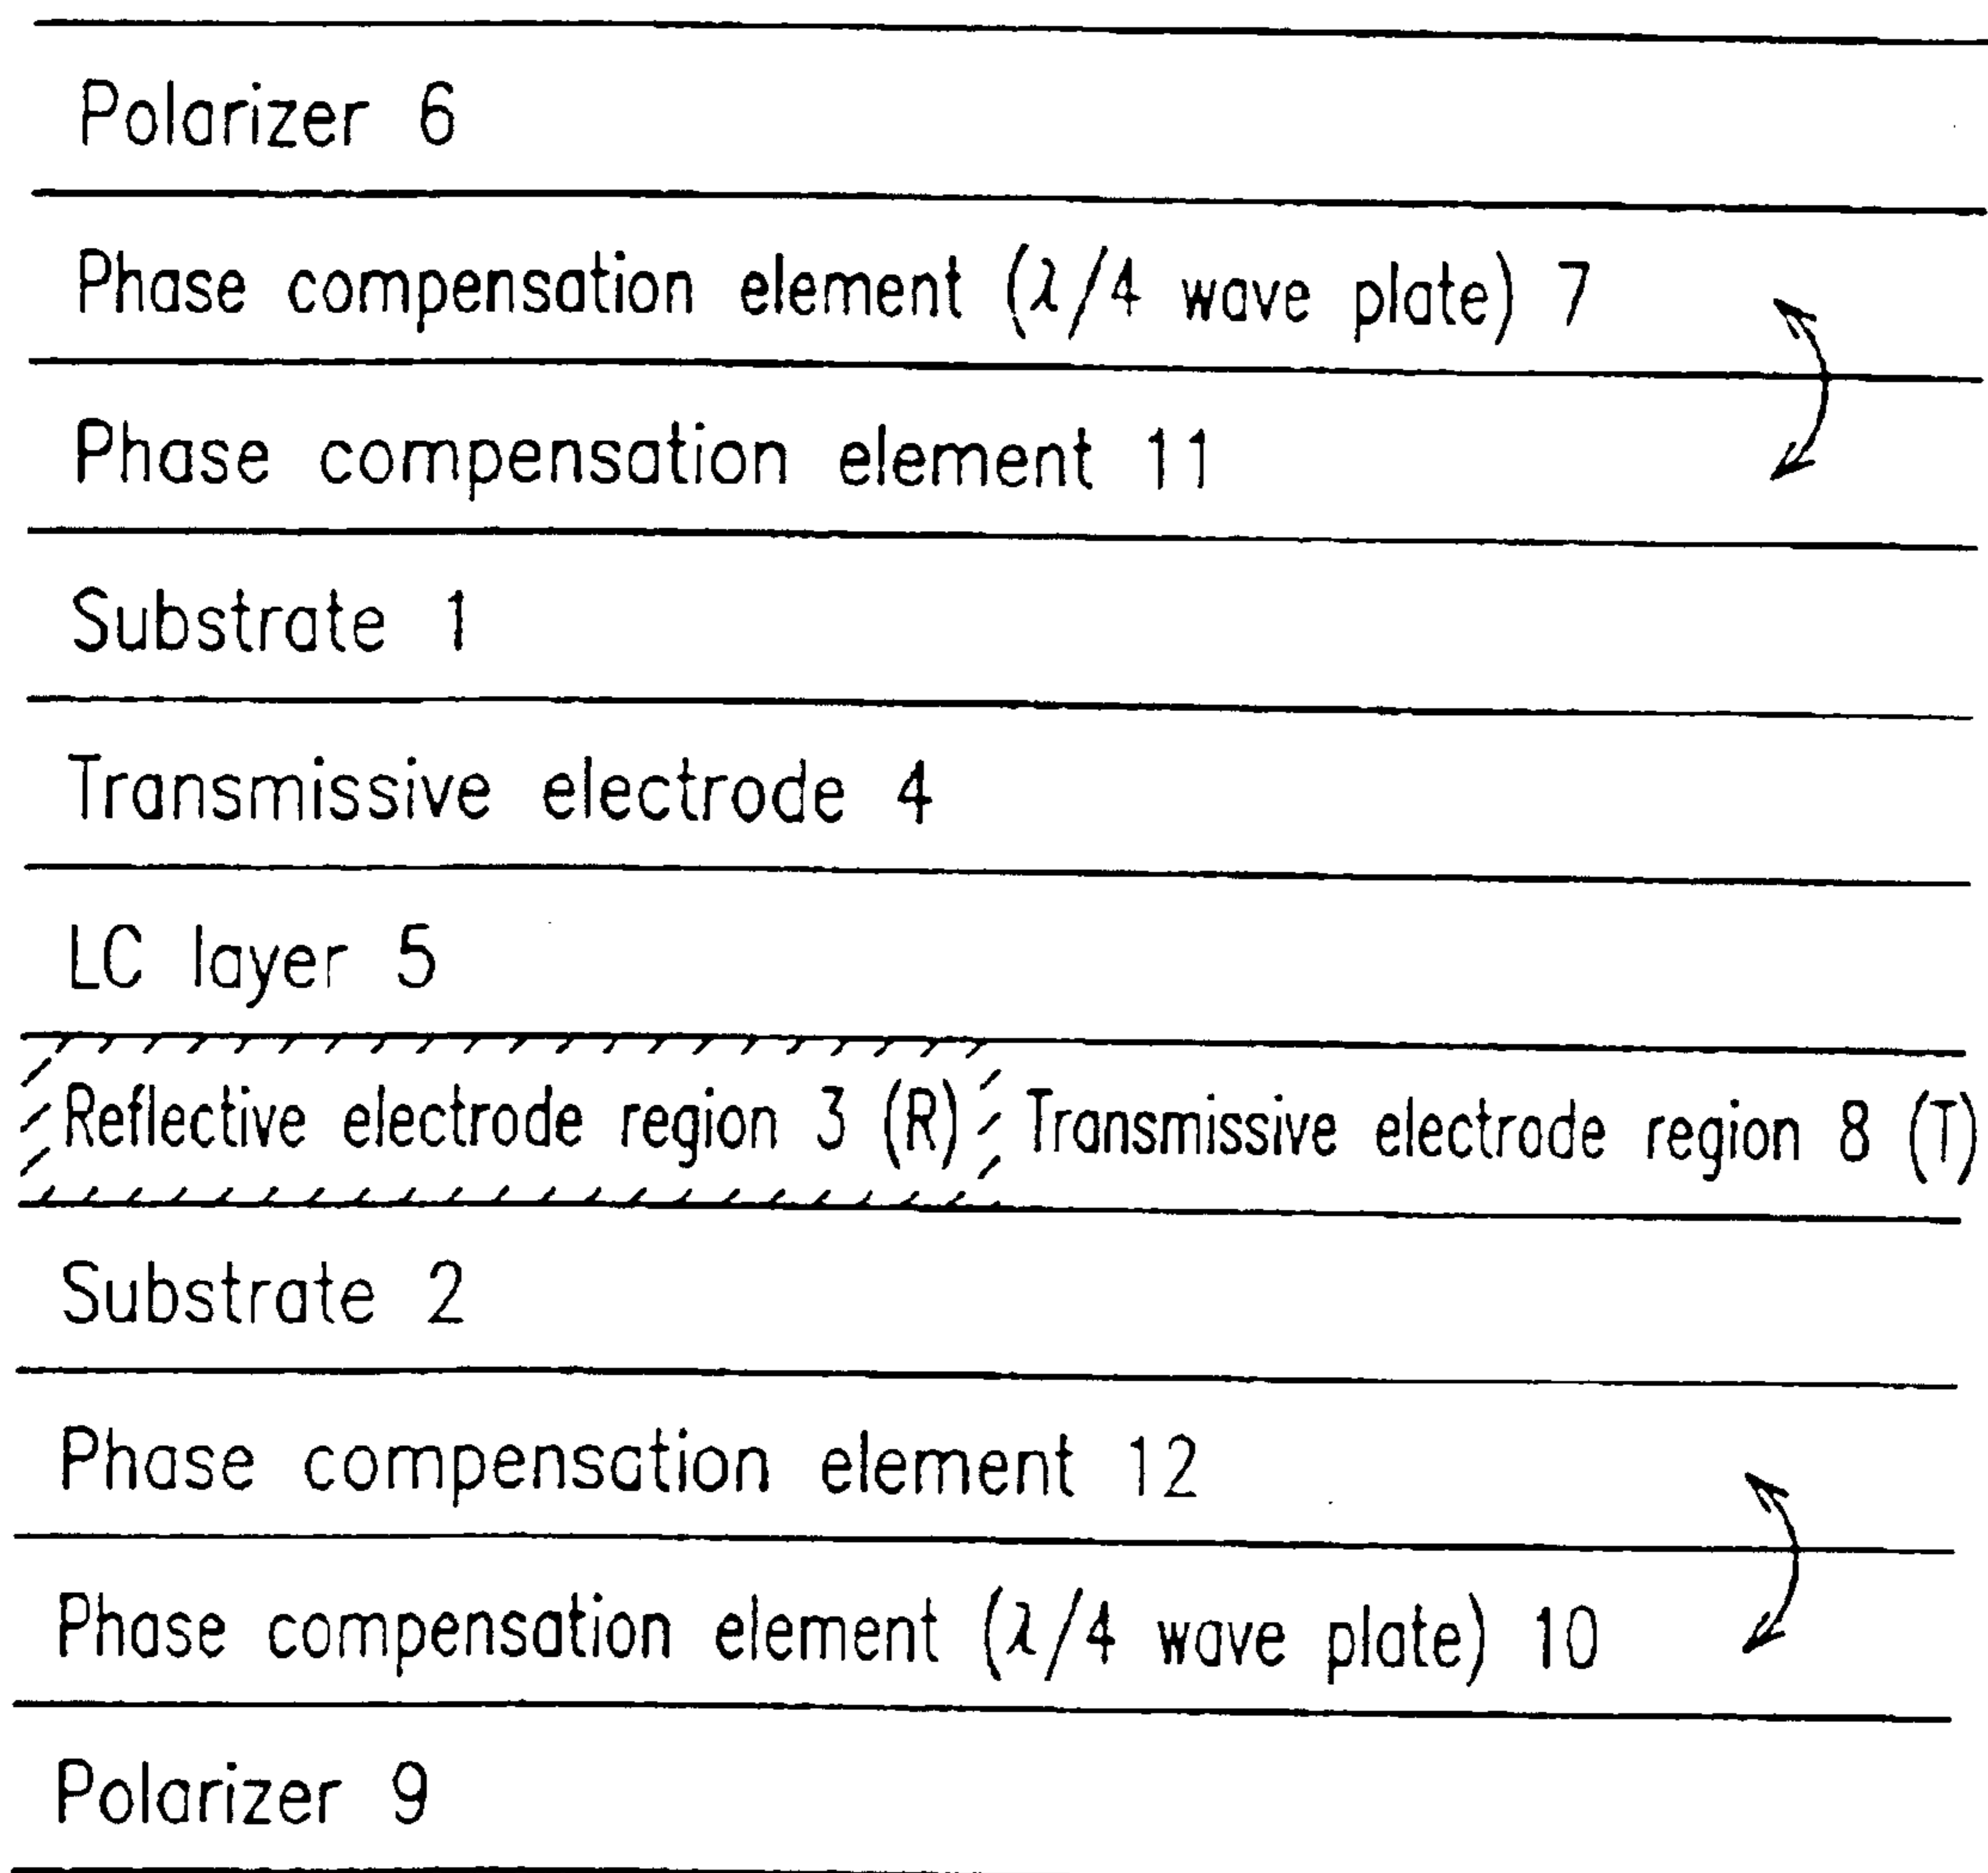 Polarizer 6
Phase compensation element (λ/4 wave plate) 7
Phase compensation element 11
Substrate 1
Transmissive electrode 4
LC layer 5
Reflective electrode region 3 (R) Transmissive electrode region 8 (T)
Substrate 2
Phase compensation element 12
Phase compensation element (λ/4 wave plate) 10
Polarizer 9